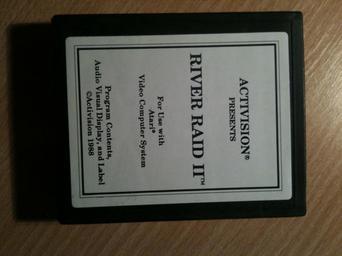 ACTIVISION®
PRESENTS
RIVER RAID II™
For Use with
Atari®
Video Computer System
Program Contents,
Audio Visual Display, and Label
©Activision 1988